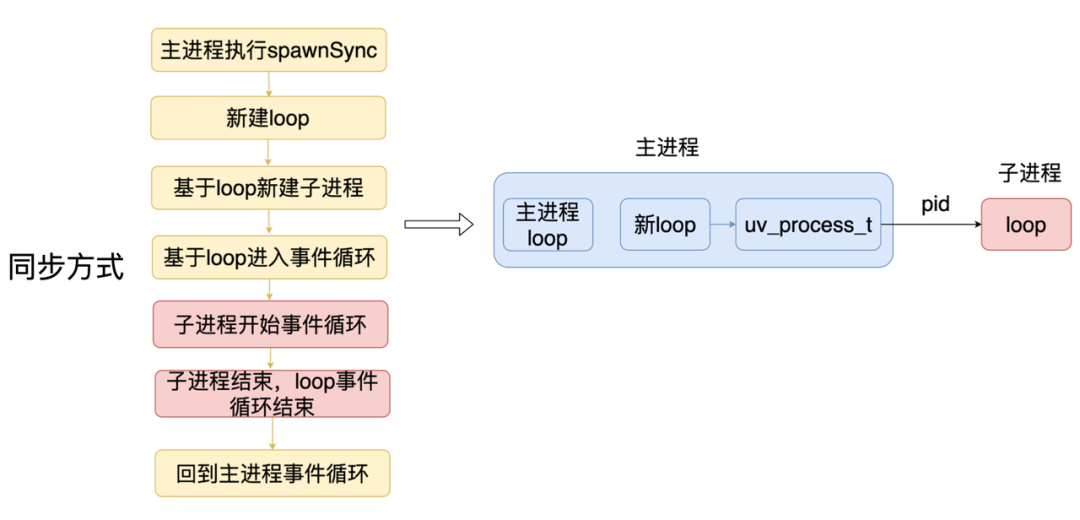 同步方式
主进程执行spawnSync
新建loop
基于loop新建子进程
基于loop进入事件循环
子进程开始事件循环
子进程结束，loop事件
循环结束
回到主进程事件循环
主进程
主进程
loop
新loop
uv_process_t
pid
子进程
loop